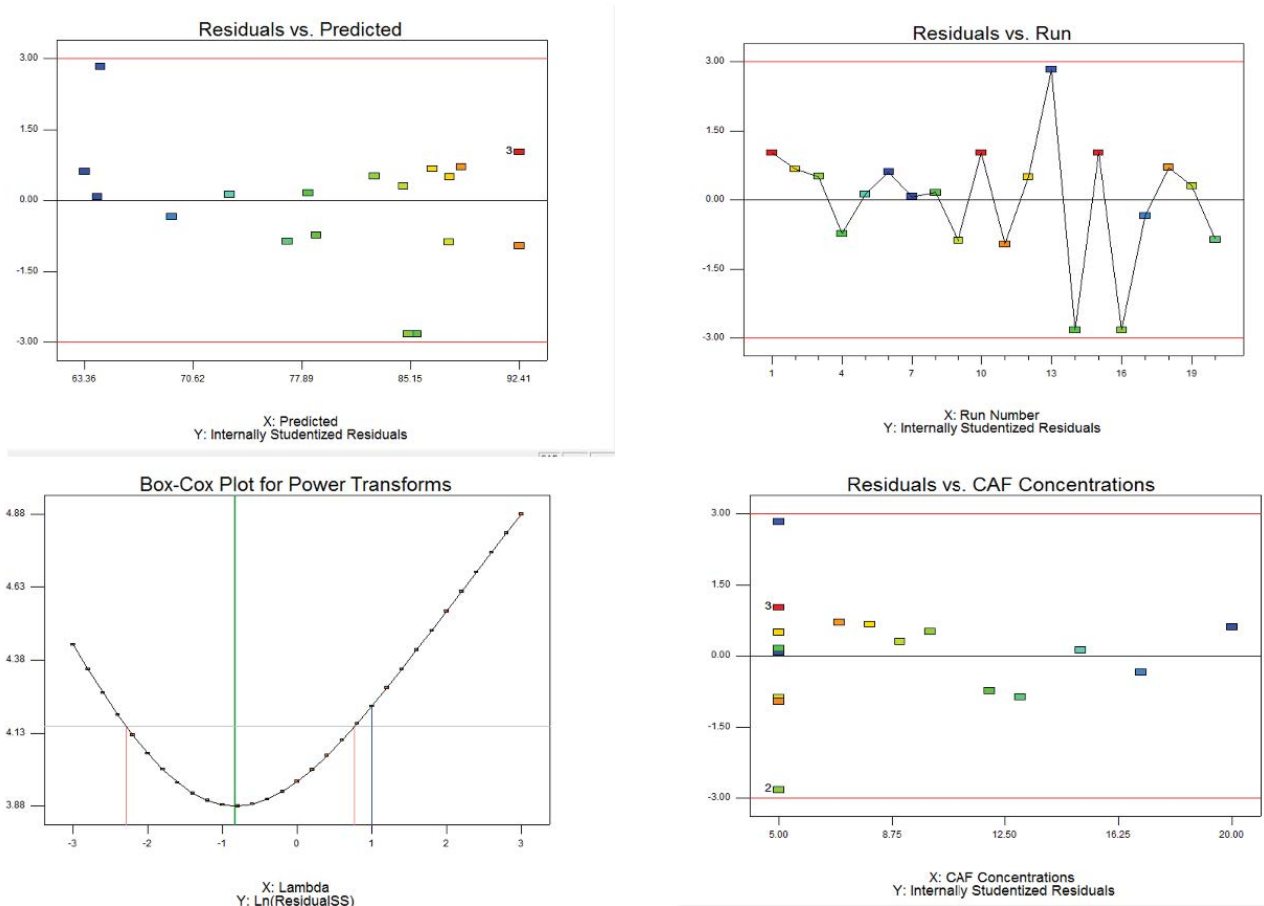 Residuals vs. Predicted
3.00
3
1.50
0.00
-1.50
-3.00
63.36 70.62 77.89 85.15 92.41
X: Predicted
Y: Internally Studentized Residuals
Residuals vs. Run
3.00
1.50
0.00
-1.50
-3.00
1 4 7 10 13 16 19
X: Run Number
Y: Internally Studentized Residuals
Box-Cox Plot for Power Transforms
4.88
4.63
4.38
4.13
3.88
-3 -2 -1 0 1 2 3
X: Lambda
Y: Ln(ResidualSS)
Residuals vs. CAF Concentrations
3.00
1.50
3
0.00
-1.50
2
-3.00
5.00 8.75 12.50 16.25 20.00
X: CAF Concentrations
Y: Internally Studentized Residuals